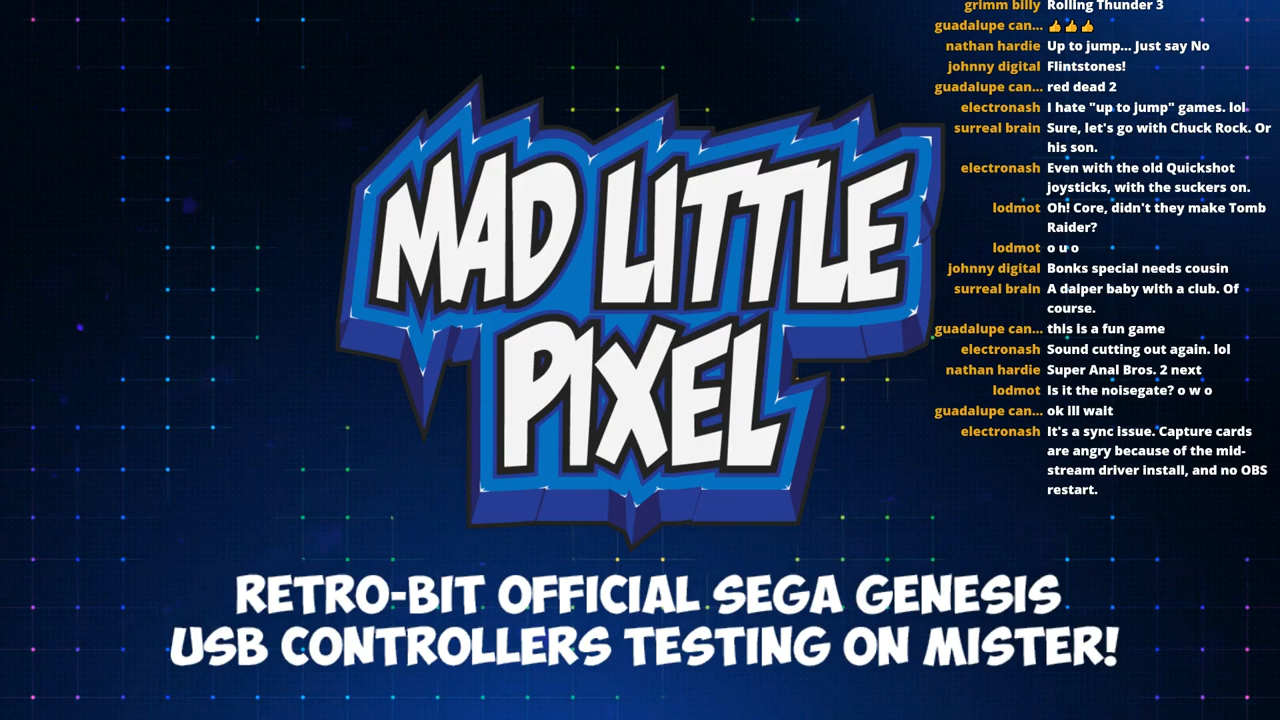 grimm billy Rolling Thunder 3
guadalupe can... 👍👍👍
nathan hardie Up to jump... Just say No
johnny digital Flintstones!
guadalupe can... red dead 2
electronash I hate "up to jump" games. lol
surreal brain Sure, let's go with Chuck Rock. Or
his son.
electronash Even with the old Quickshot
joysticks, with the suckers on.
lodmot Oh! Core, didn't they make Tomb
Raider?
lodmot o u o
johnny digital Bonks special needs cousin
surreal brain A daiper baby with a club. Of
course.
guadalupe can... this is a fun game
electronash Sound cutting out again. lol
nathan hardie Super Anal Bros. 2 next
lodmot Is it the noisegate? o w o
guadalupe can... ok ill wait
electronash It's a sync issue. Capture cards
are angry because of the mid-
stream driver install, and no OBS
restart.
MAD LITTLE
PIXEL
RETRO-BIT OFFICIAL SEGA GENESIS
USB CONTROLLERS TESTING ON MISTER!